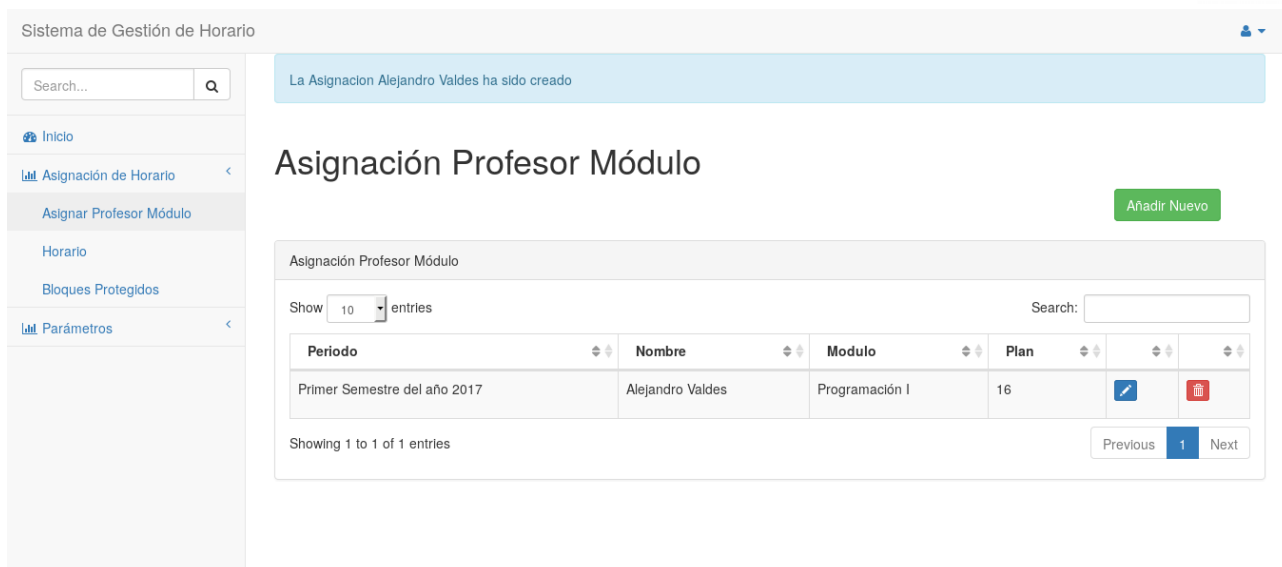 Sistema de Gestión de Horario
Search...
Inicio
Asignación de Horario
Asignar Profesor Módulo
Horario
Bloques Protegidos
Parámetros
La Asignacion Alejandro Valdes ha sido creado
Asignación Profesor Módulo
Añadir Nuevo
Asignación Profesor Módulo
Show 10 entries Search:
Periodo Nombre Modulo Plan
Primer Semestre del año 2017 Alejandro Valdes Programación I 16
Showing 1 to 1 of 1 entries Previous 1 Next